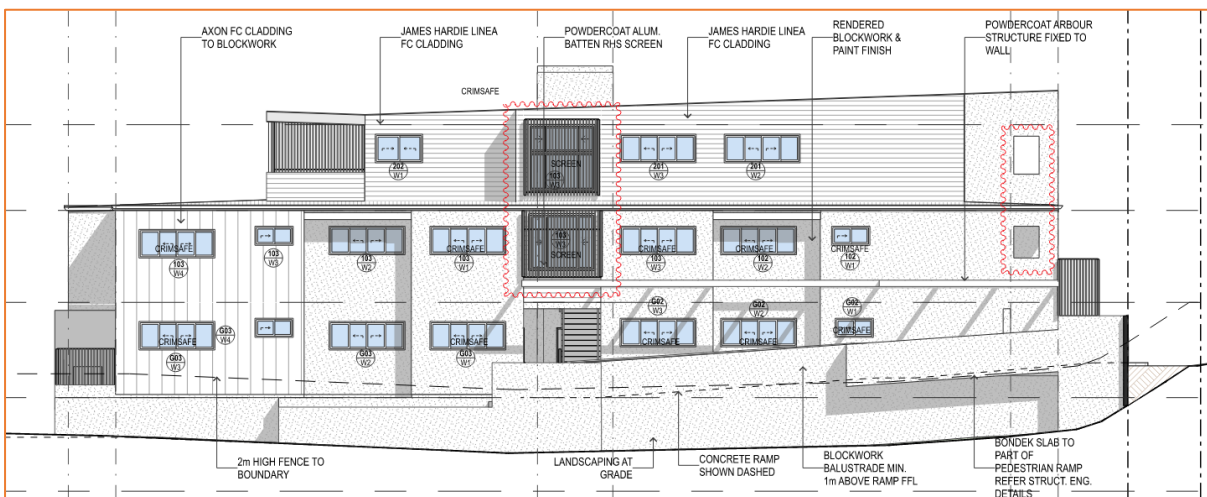 AXON FC CLADDING
TO BLOCKWORK
JAMES HARDIE LINEA
FC CLADDING
POWDERCOAT ALUM.
BATTEN RHS SCREEN
JAMES HARDIE LINEA
FC CLADDING
RENDERED
BLOCKWORK &
PAINT FINISH
POWDERCOAT ARBOUR
STRUCTURE FIXED TO
WALL
CRIMSAFE
202
W1
SCREEN
103
W3
201
W3
201
W2
CRIMSAFE
103
W4
103
W3
103
W2
CRIMSAFE
103
W1
103
W3
SCREEN
CRIMSAFE
103
W3
CRIMSAFE
102
W2
CRIMSAFE
102
W1
CRIMSAFE
G03
W3
G03
W4
G03
W2
CRIMSAFE
G03
W1
G02
W3
CRIMSAFE
G02
W2
CRIMSAFE
G02
W1
CRIMSAFE
2m HIGH FENCE TO
BOUNDARY
LANDSCAPING AT
GRADE
CONCRETE RAMP
SHOWN DASHED
BLOCKWORK
BALUSTRADE MIN.
1m ABOVE RAMP FFL
BONDEK SLAB TO
PART OF
PEDESTRIAN RAMP
REFER STRUCT. ENG.
DETAILS